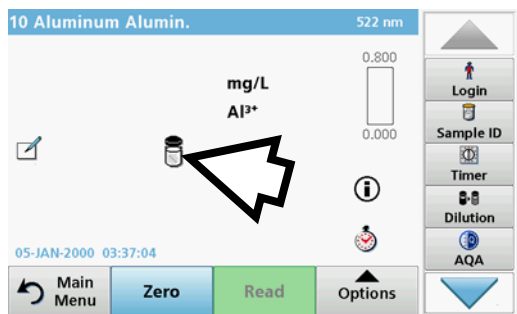 10 Aluminum Alumin.
522 nm
0.800
mg/L
Al³⁺
0.000
05-JAN-2000 03:37:04
Main
Menu
Zero
Read
Options
Login
Sample ID
Timer
Dilution
AQA